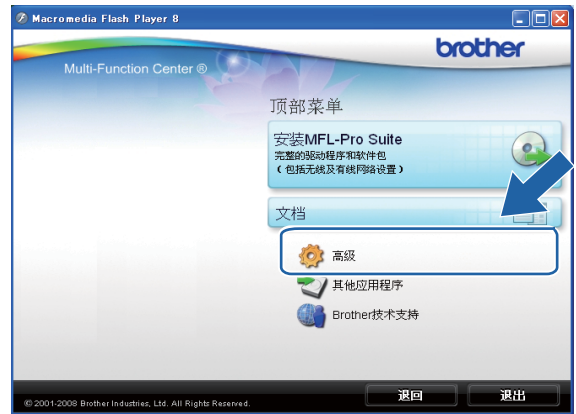 Macromedia Flash Player 8
brother
Multi-Function Center ®
顶部菜单
安装MFL-Pro Suite
完整的驱动程序和软件包
（包括无线及有线网络设置）
文档
高级
其他应用程序
Brother技术支持
© 2001-2008 Brother Industries, Ltd. All Rights Reserved.
退回
退出